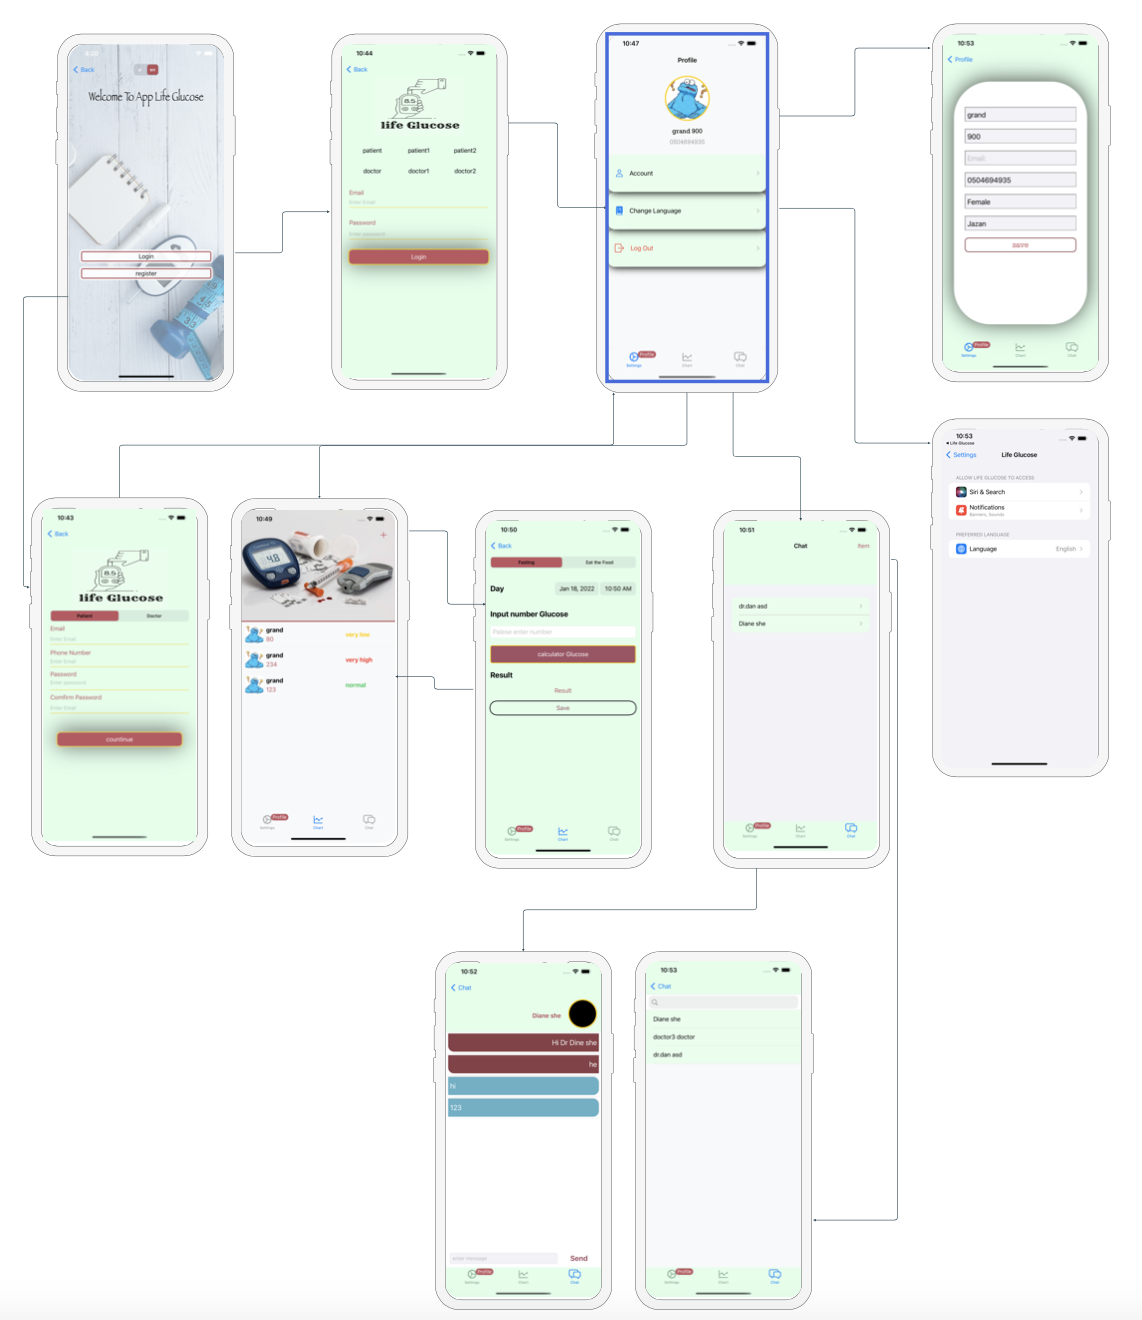 Back
en
Welcome To App Life Glucose
Login
register
10:44
Back
8.5
life Glucose
patient patient1 patient2
doctor doctor1 doctor2
Email
Enter Email
Password
Enter password
Login
10:47
Profile
grand 900
0504694935
Account
Change Language
Log Out
Profile
Settings Chart Chat
10:53
Profile
grand
900
Email
0504694935
Female
Jazan
save
Profile
Settings Chart Chat
10:53
Life Glucose
Settings Life Glucose
ALLOW LIFE GLUCOSE TO ACCESS
Siri & Search
Notifications
Banners, Sounds
PREFERRED LANGUAGE
Language English
10:43
Back
8.5
life Glucose
Patient Doctor
Email
Enter Email
Phone Number
Enter Email
Password
Enter password
Comfirm Password
Enter Email
countinue
10:49
+
4.8
grand
80 very low
grand
234 very high
grand
123 normal
Profile
Settings Chart Chat
10:50
Back
Fasting Eat the Food
Day Jan 18, 2022 10:50 AM
Input number Glucose
Palese enter number
calculator Glucose
Result
Result
Save
Profile
Settings Chart Chat
10:51
Chat Item
dr.dan asd
Diane she
Profile
Settings Chart Chat
10:52
Chat
Diane she
Hi Dr Dine she
he
hi
123
enter message Send
Profile
Settings Chart Chat
10:53
Chat
Diane she
doctor3 doctor
dr.dan asd
Profile
Settings Chart Chat